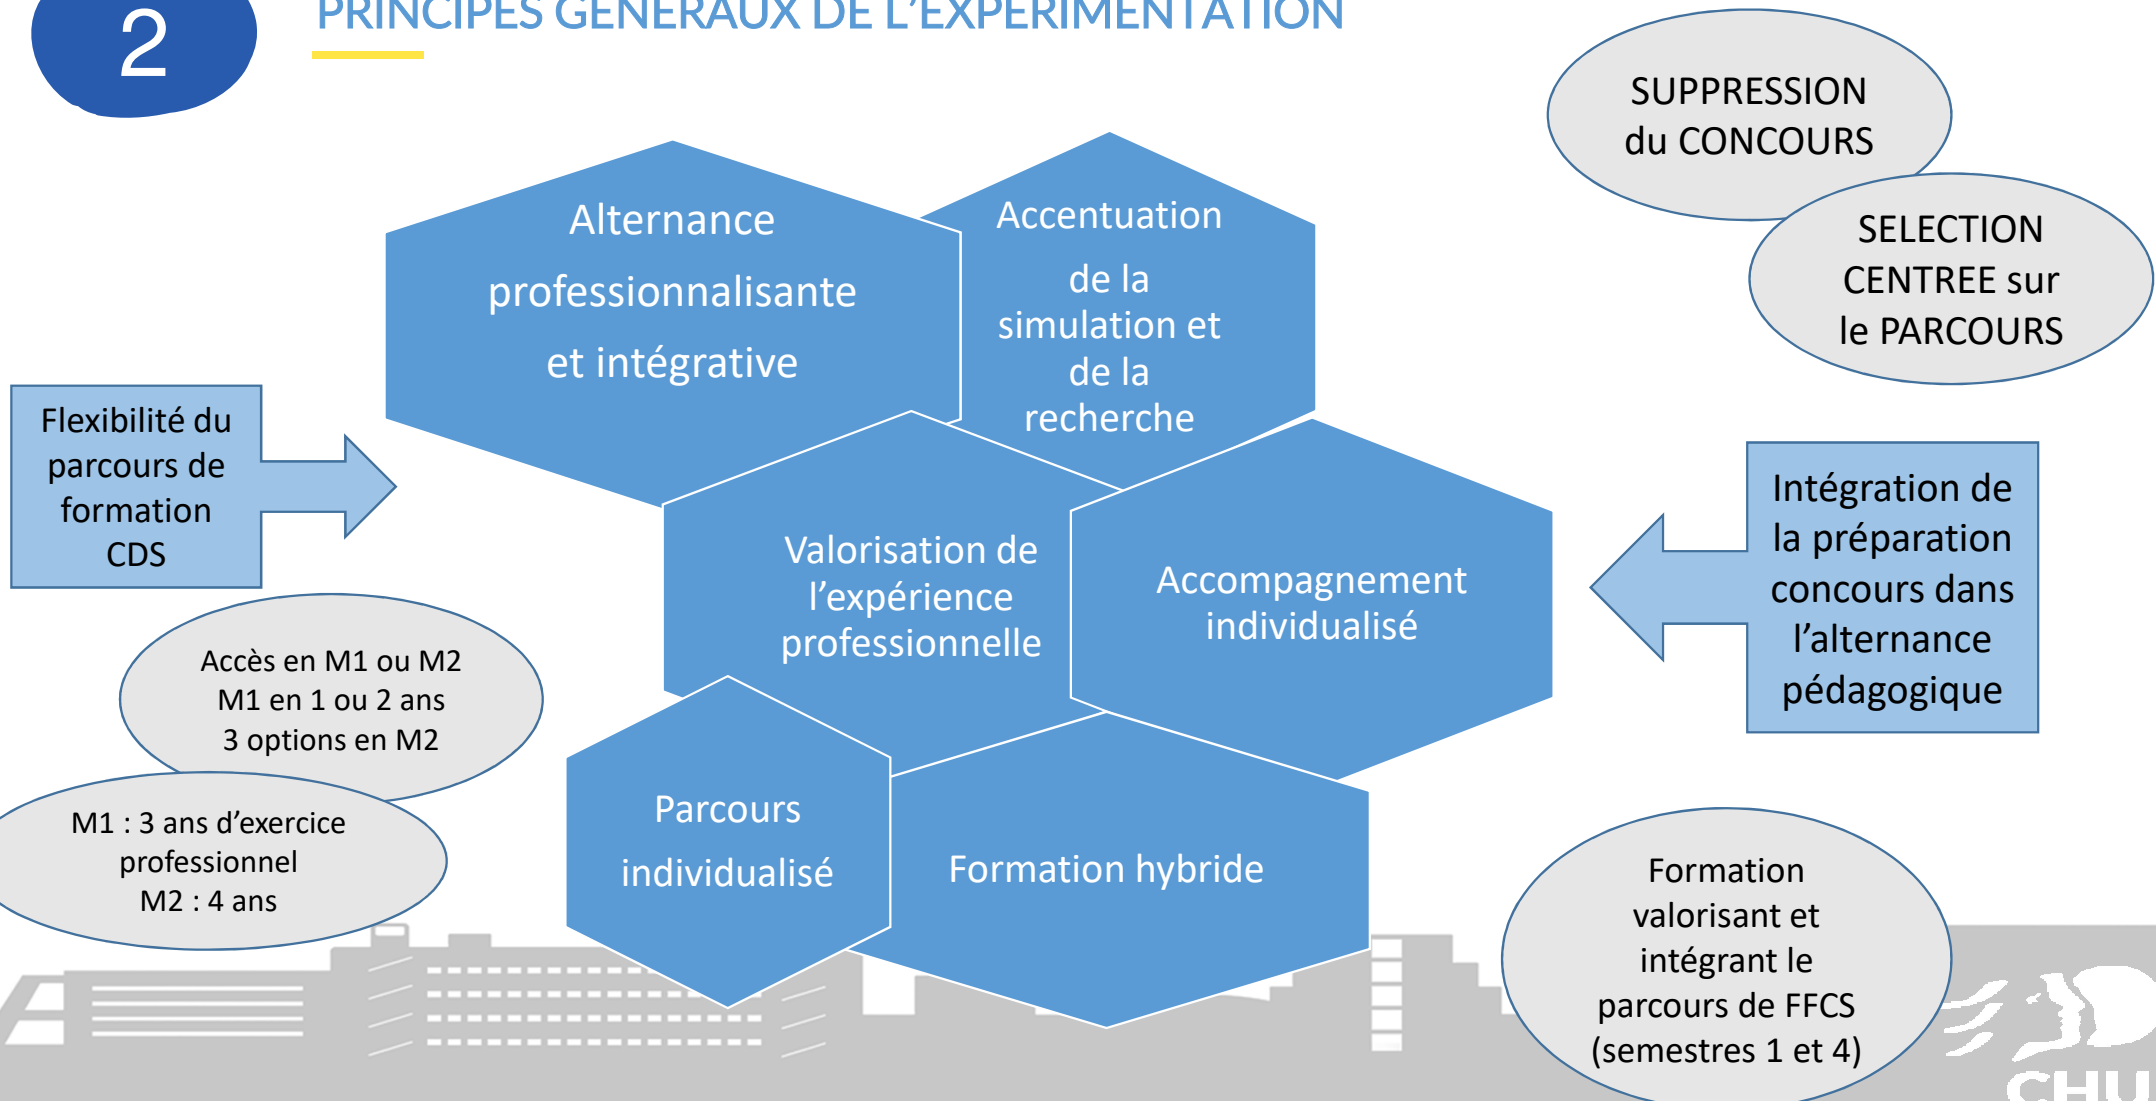 2
PRINCIPES GENERAUX DE L'EXPERIMENTATION
SUPPRESSION
du CONCOURS
SELECTION
CENTREE sur
le PARCOURS
Alternance
professionnalisante
et intégrative
Accentuation
de la
simulation et
de la
recherche
Flexibilité du
parcours de
formation
CDS
Valorisation de
l’expérience
professionnelle
Accompagnement
individualisé
Intégration de
la préparation
concours dans
l’alternance
pédagogique
Accès en M1 ou M2
M1 en 1 ou 2 ans
3 options en M2
M1 : 3 ans d’exercice
professionnel
M2 : 4 ans
Parcours
individualisé
Formation hybride
Formation
valorisant et
intégrant le
parcours de FFCS
(semestres 1 et 4)
CHU